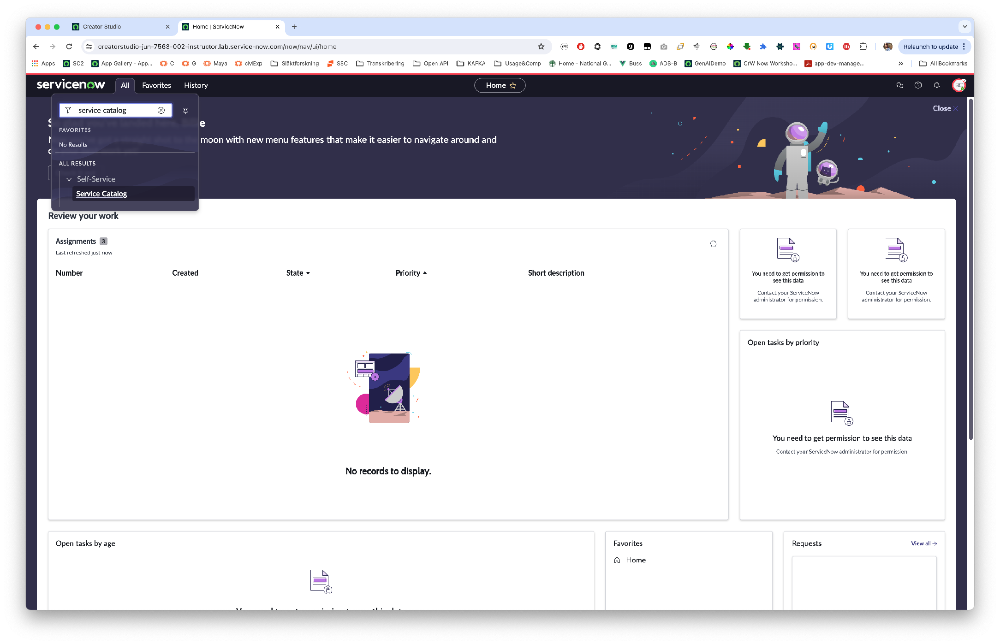 Creator Studio
Home | ServiceNow
creatorstudio-jun-7563-002-instructor.lab.service-now.com/now/nav/ui/home
Relaunch to update
Apps SC2 App Gallery - App... C G Maya cMExp Släktforskning SSC Transkribering Open API KAFKA Usage&Comp Home - National G... Buss ADS-B GenAIDemo CrW Now Worksho... app-dev-manage... All Bookmarks
servicenow All Favorites History Home BC
service catalog
Close
FAVORITES
moon with new menu features that make it easier to navigate around and
No Results
ALL RESULTS
Self-Service
Service Catalog
Review your work
Assignments 3
Last refreshed just now
Number Created State Priority Short description
No records to display.
You need to get permission to
see this data
Contact your ServiceNow
administrator for permission.
You need to get permission to
see this data
Contact your ServiceNow
administrator for permission.
Open tasks by priority
You need to get permission to see this data
Contact your ServiceNow administrator for permission.
Open tasks by age
Favorites
Home
Requests
View all